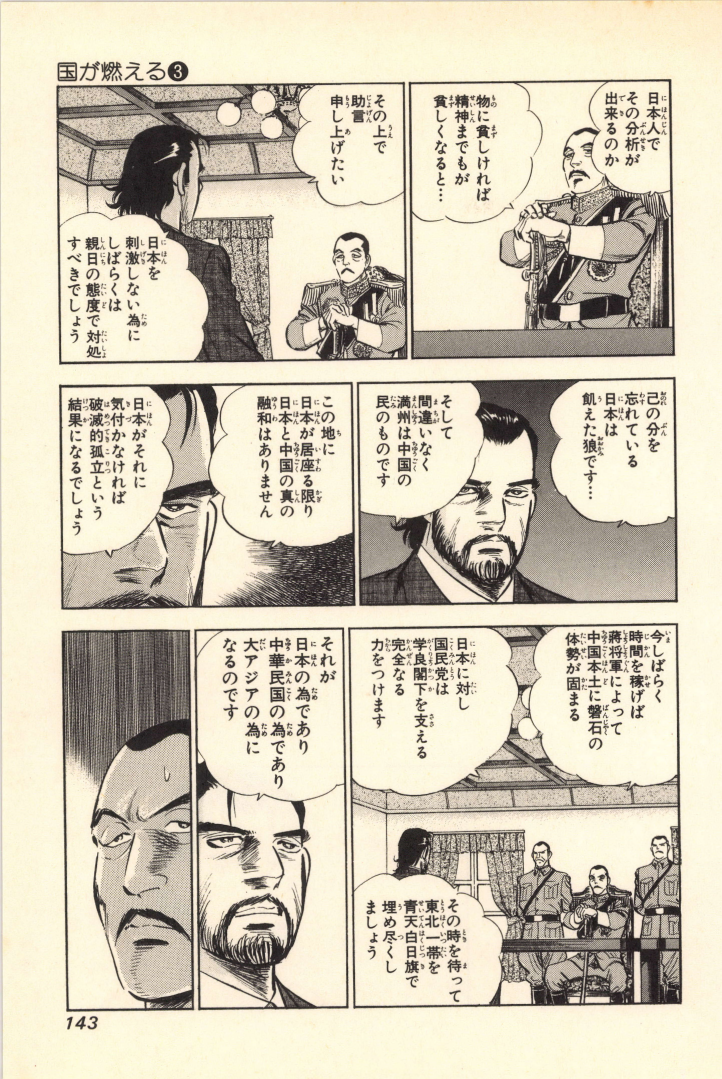 国が燃える❸
日本人で
その分析が
出来るのか
物に貧しければ
精神までもが
貧しくなると…
その上で
助言
申し上げたい
日本を
刺激しない為に
しばらくは
親日の態度で対処
すべきでしょう
己の分を
忘れている
日本は
飢えた狼です…
そして
間違いなく
満州は中国の
民のものです
この地に
日本が居座る限り
日本と中国の真の
融和はありません
日本がそれに
気付かなければ
破滅的孤立という
結果になるでしょう
今しばらく
時間を稼げば
蔣将軍によって
中国本土に磐石の
体勢が固まる
日本に対し
国民党は
学良閣下を支える
完全なる
力をつけます
その時を待って
東北一帯を
青天白日旗で
埋め尽くし
ましょう
それが
日本の為であり
中華民国の為であり
大アジアの為に
なるのです
143